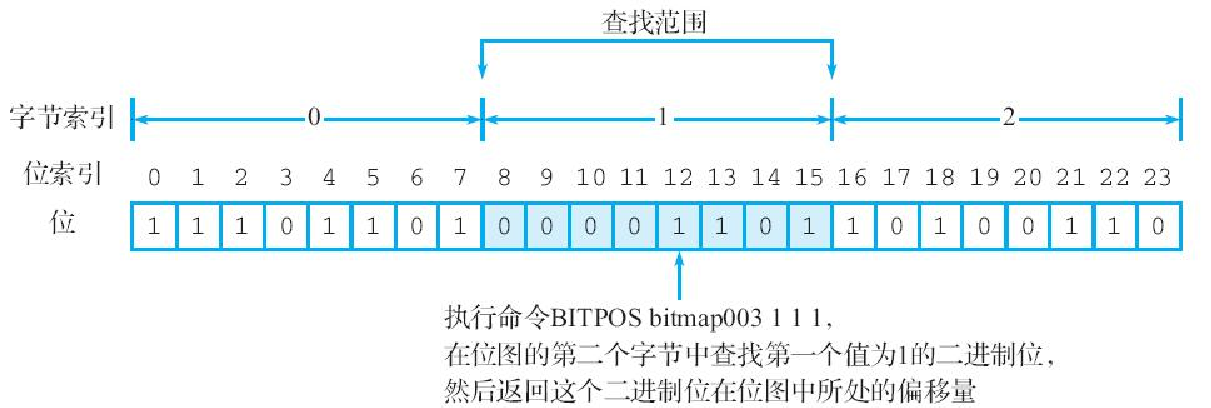 查找范围
字节索引 0 1 2
位索引 0 1 2 3 4 5 6 7 8 9 10 11 12 13 14 15 16 17 18 19 20 21 22 23
位 1 1 1 0 1 1 0 1 0 0 0 0 1 1 0 1 1 0 1 0 0 1 1 0
执行命令BITPOS bitmap003 1 1 1,
在位图的第二个字节中查找第一个值为1的二进制位,
然后返回这个二进制位在位图中所处的偏移量